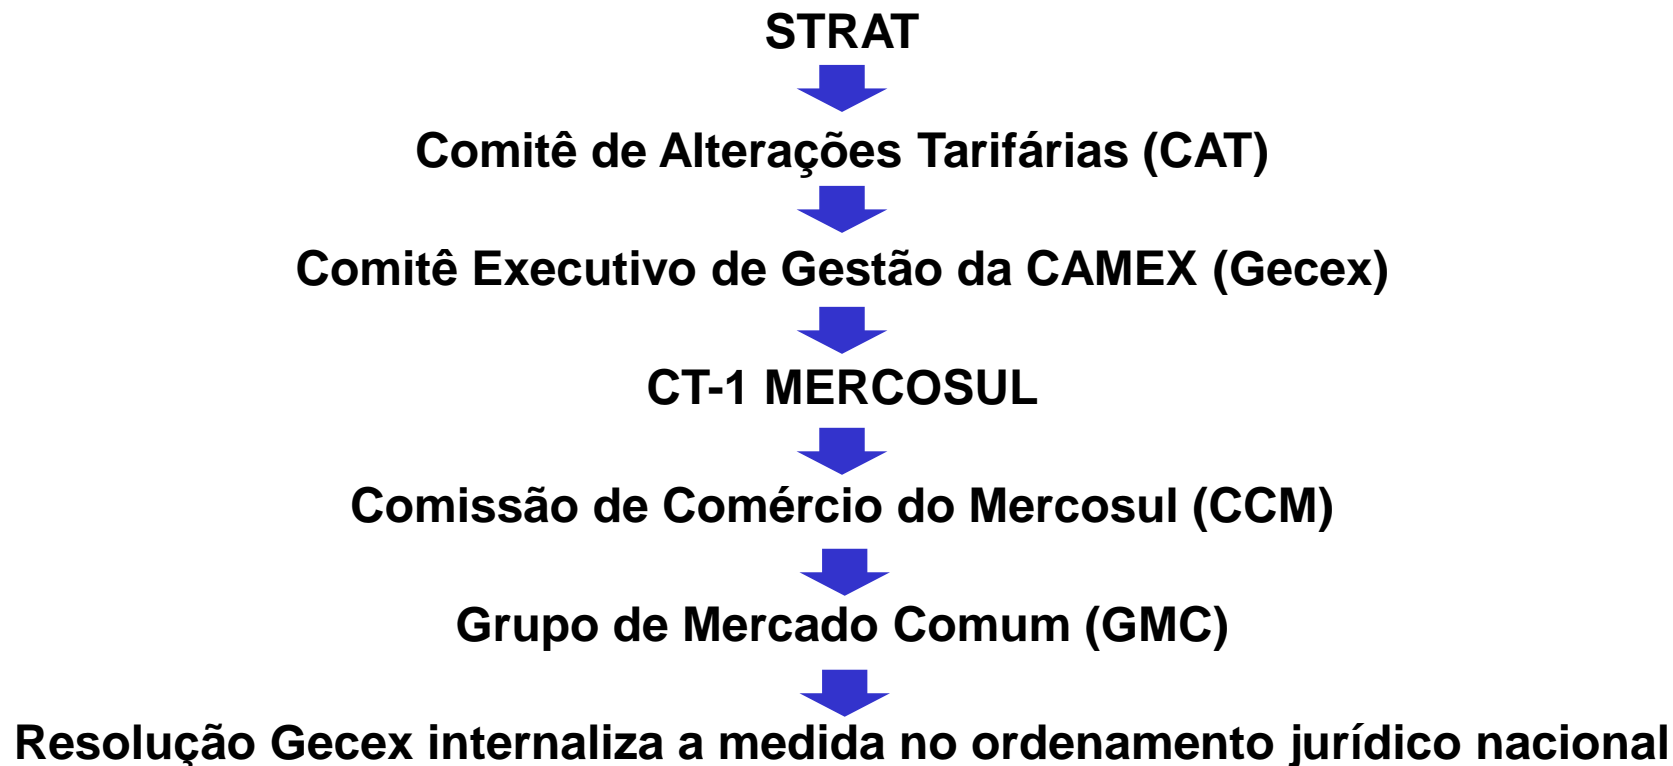 STRAT
Comitê de Alterações Tarifárias (CAT)
Comitê Executivo de Gestão da CAMEX (Gecex)
CT-1 MERCOSUL
Comissão de Comércio do Mercosul (CCM)
Grupo de Mercado Comum (GMC)
Resolução Gecex internaliza a medida no ordenamento jurídico nacional